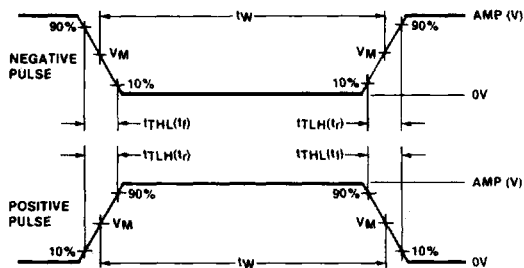 tW
90%
90%
AMP (V)
NEGATIVE
PULSE
VM
VM
10%
10%
0V
tTHL(tf)
tTLH(tr)
tTLH(tr)
tTHL(tf)
AMP (V)
90%
90%
POSITIVE
PULSE
VM
VM
10%
10%
tW
0V